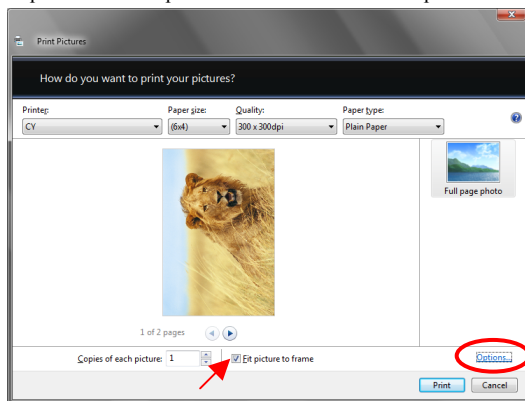 Print Pictures
How do you want to print your pictures?
Printer: Paper size: Quality: Paper type:
CY (6x4) 300 x 300dpi Plain Paper
Full page photo
1 of 2 pages
Copies of each picture: 1 Fit picture to frame Options...
Print Cancel